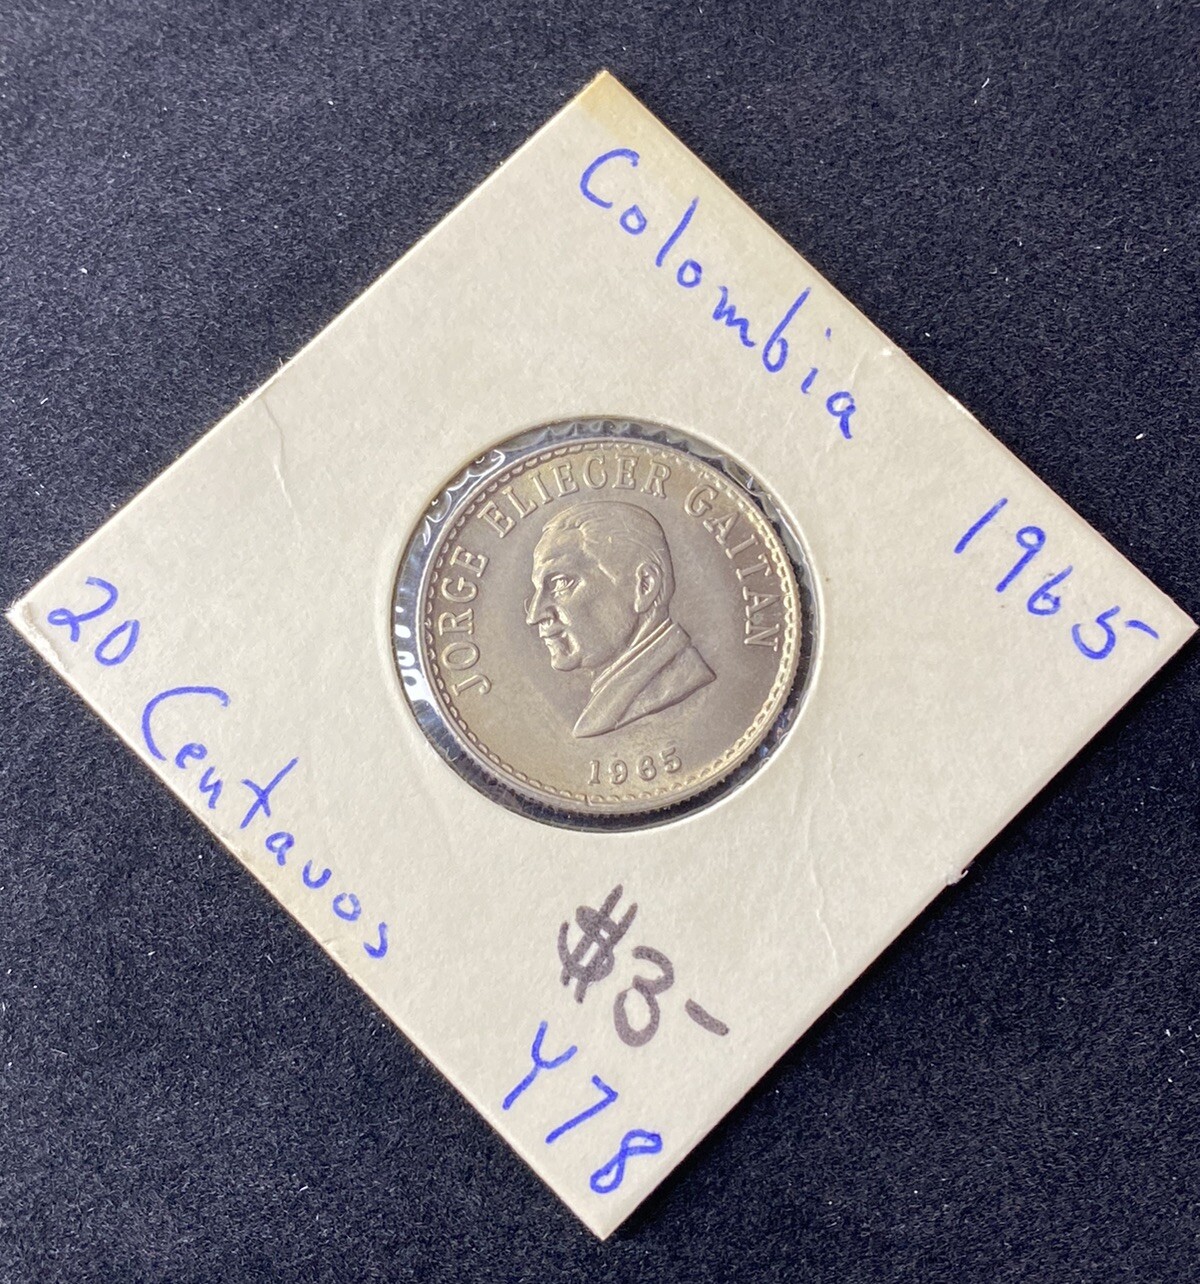 Colombia 1965
JORGE ELIECER GAITAN
1965
20 Centavos
$3-
Y78